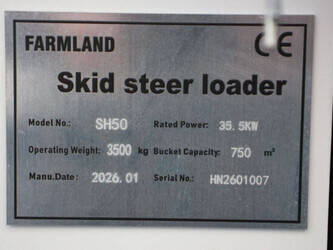 FARMLAND CE
Skid steer loader
Model No.: SH50 Rated Power: 35.5KW
Operating Weight: 3500 kg Bucket Capacity: 750 m³
Manu.Date: 2026.01 Serial No.: HN2601007